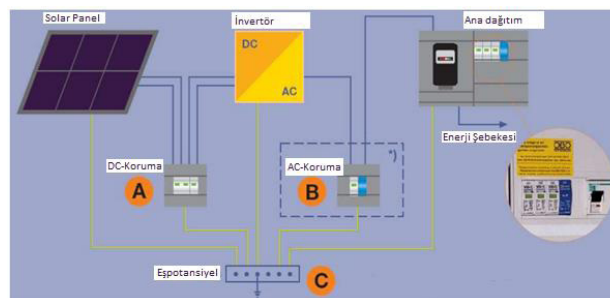 Solar Panel
İnvertör
Ana dağıtım
DC
AC
Enerji Şebekesi
DC-Koruma
AC-Koruma
*)
A
B
Eşpotansiyel
C